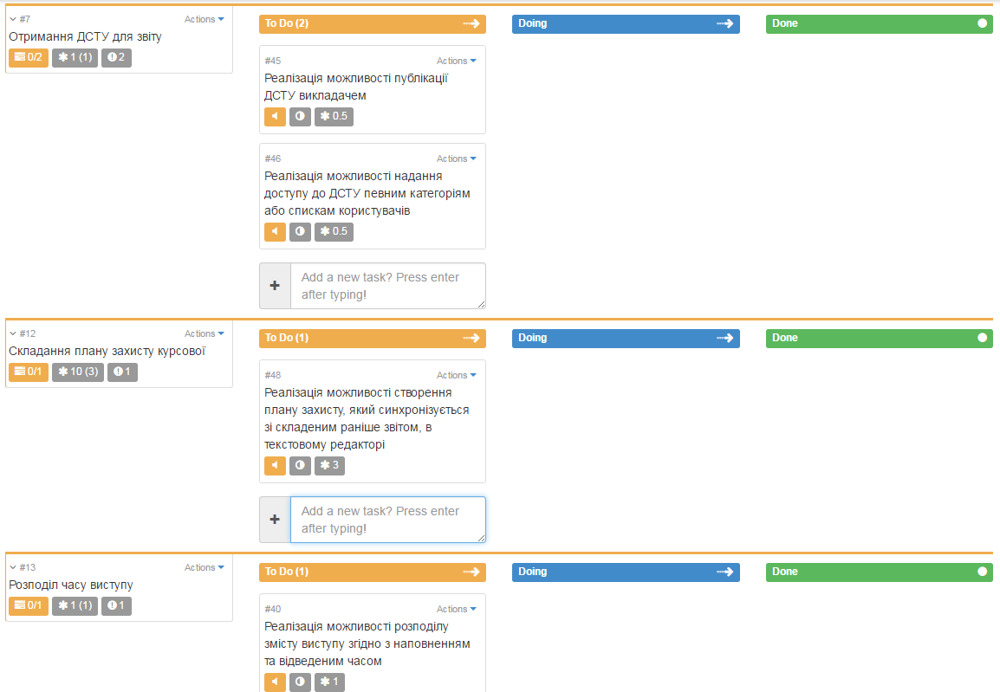 #7 Actions
Отримання ДСТУ для звіту
0/2 1 (1) 2
To Do (2) Doing Done
#45 Actions
Реалізація можливості публікації
ДСТУ викладачем
0.5
#46 Actions
Реалізація можливості надання
доступу до ДСТУ певним категоріям
або спискам користувачів
0.5
Add a new task? Press enter
after typing!
#12 Actions
Складання плану захисту курсової
0/1 10 (3) 1
To Do (1) Doing Done
#48 Actions
Реалізація можливості створення
плану захисту, який синхронізується
зі складеним раніше звітом, в
текстовому редакторі
3
Add a new task? Press enter
after typing!
#13 Actions
Розподіл часу виступу
0/1 1 (1) 1
To Do (1) Doing Done
#40 Actions
Реалізація можливості розподілу
змісту виступу згідно з наповненням
та відведеним часом
1